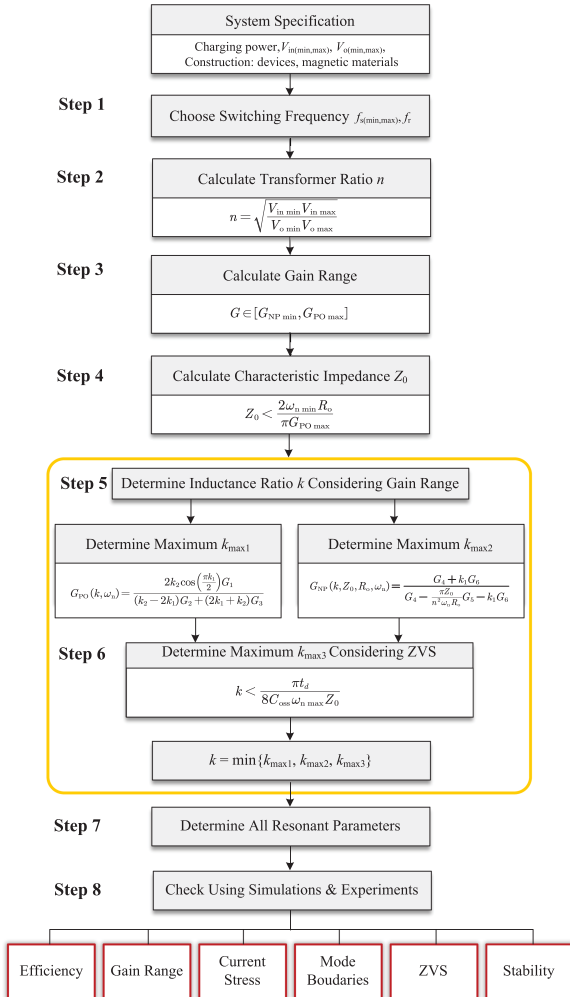 System Specification
Charging power, V_in(min,max), V_o(min,max),
Construction: devices, magnetic materials
Step 1
Choose Switching Frequency f_s(min,max), f_r
Step 2
Calculate Transformer Ratio n
n = √(V_in min V_in max / V_o min V_o max)
Step 3
Calculate Gain Range
G ∈ [G_NP min, G_PO max]
Step 4
Calculate Characteristic Impedance Z_0
Z_0 < 2ω_n min R_o / πG_PO max
Step 5
Determine Inductance Ratio k Considering Gain Range
Determine Maximum k_max1
G_PO(k, ω_n) = 2k_2 cos(πk_1/2) G_1 / ((k_2 − 2k_1)G_2 + (2k_1 + k_2)G_3)
Determine Maximum k_max2
G_NP(k, Z_0, R_o, ω_n) = (G_4 + k_1G_6) / (G_4 − (πZ_0 / n²ω_nR_o) G_5 − k_1G_6)
Step 6
Determine Maximum k_max3 Considering ZVS
k < πt_d / 8C_oss ω_n max Z_0
k = min{k_max1, k_max2, k_max3}
Step 7
Determine All Resonant Parameters
Step 8
Check Using Simulations & Experiments
Efficiency
Gain Range
Current
Stress
Mode
Boudaries
ZVS
Stability